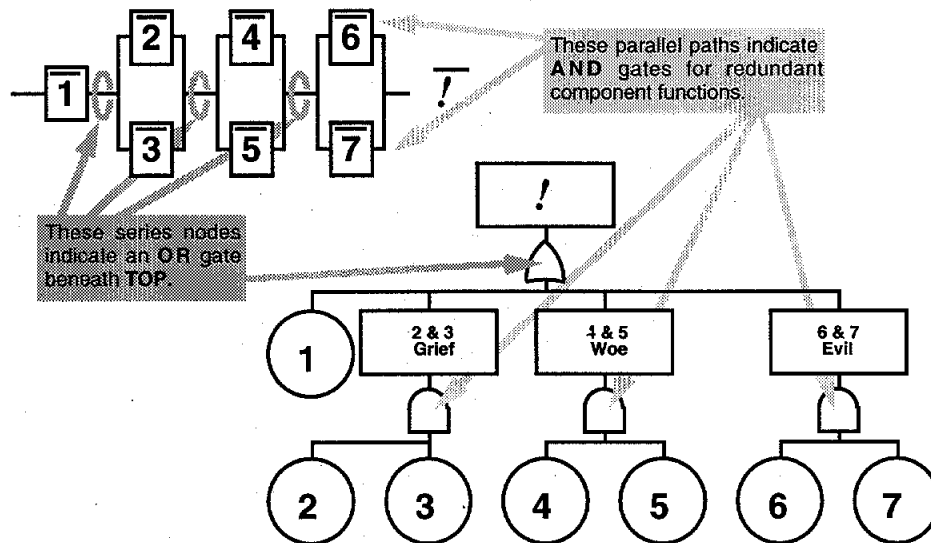 2 4 6
1
!
3 5 7
These parallel paths indicate
AND gates for redundant
component functions.
These series nodes
indicate an OR gate
beneath TOP.
!
1
2 & 3
Grief
4 & 5
Woe
6 & 7
Evil
2 3 4 5 6 7